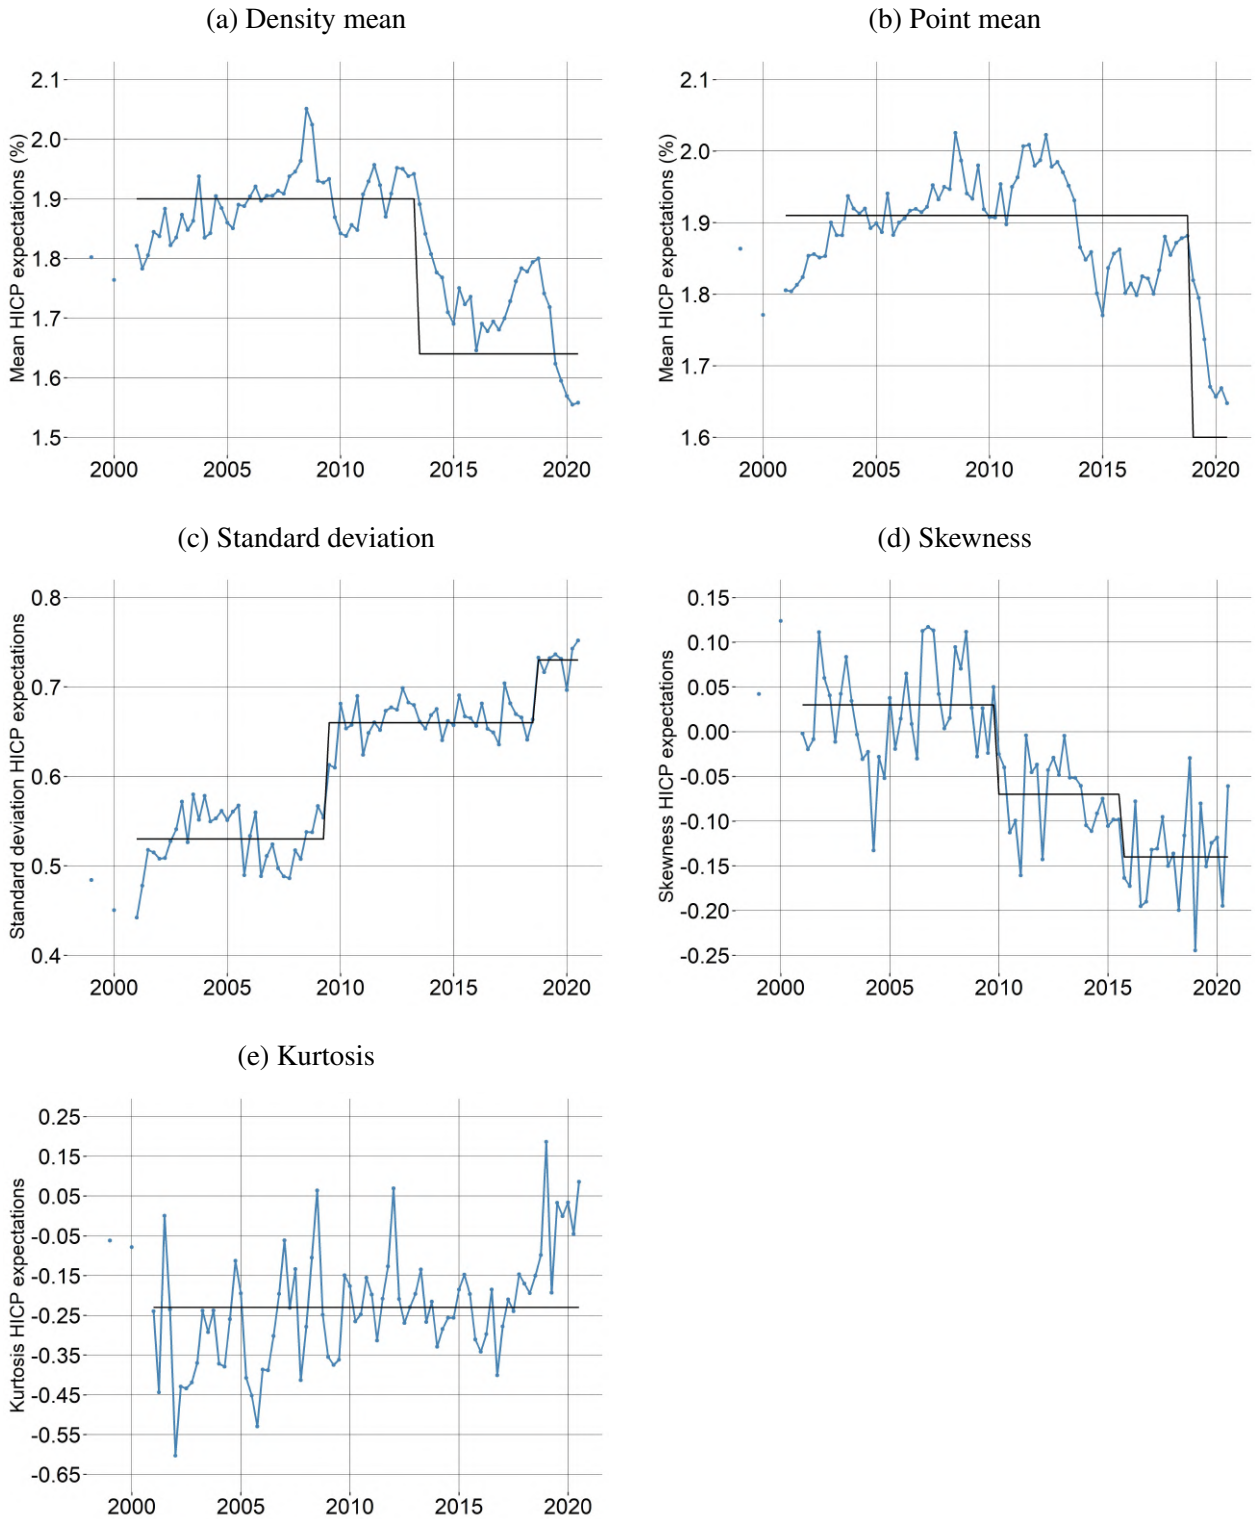 (a) Density mean
(b) Point mean
Mean HICP expectations (%)
2.1
2.0
1.9
1.8
1.7
1.6
1.5
2000 2005 2010 2015 2020
Mean HICP expectations (%)
2.1
2.0
1.9
1.8
1.7
1.6
2000 2005 2010 2015 2020
(c) Standard deviation
(d) Skewness
Standard deviation HICP expectations
0.8
0.7
0.6
0.5
0.4
2000 2005 2010 2015 2020
Skewness HICP expectations
0.15
0.10
0.05
0.00
-0.05
-0.10
-0.15
-0.20
-0.25
2000 2005 2010 2015 2020
(e) Kurtosis
Kurtosis HICP expectations
0.25
0.15
0.05
-0.05
-0.15
-0.25
-0.35
-0.45
-0.55
-0.65
2000 2005 2010 2015 2020